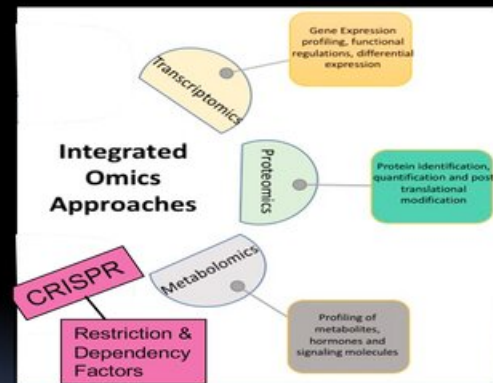 Gene Expression
profiling, functional
regulations, differential
expression
Transcriptomics
Integrated
Omics
Approaches
Proteomics
Protein identification,
quantification and post
translational
modification
Metabolomics
CRISPR
Restriction &
Dependency
Factors
Profiling of
metabolites,
hormones and
signaling molecules